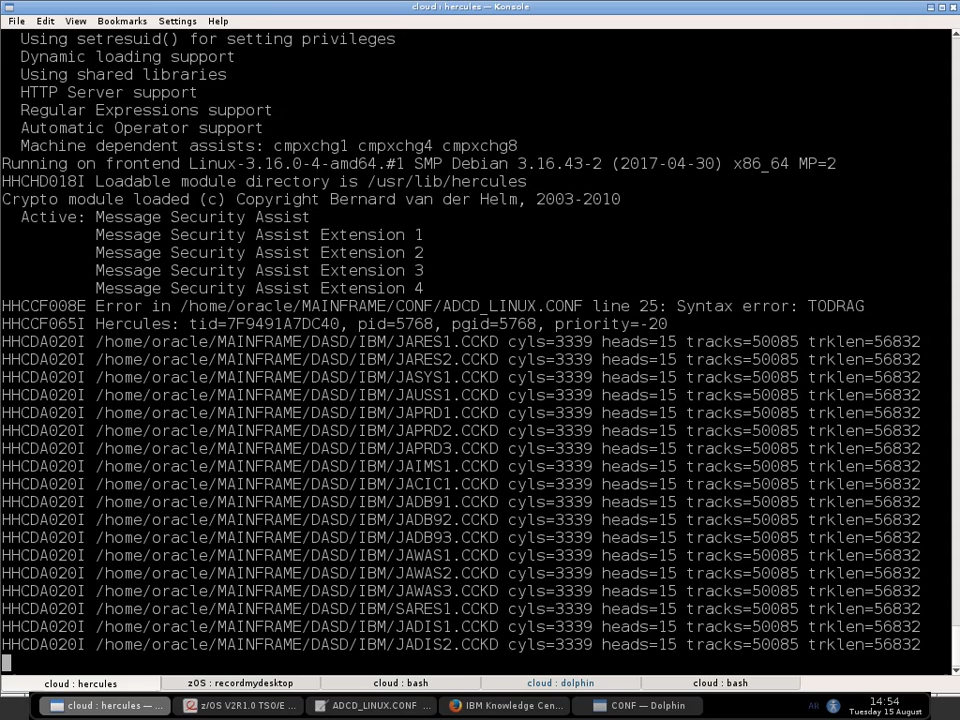 cloud : hercules — Konsole
File Edit View Bookmarks Settings Help
Using setresuid() for setting privileges
Dynamic loading support
Using shared libraries
HTTP Server support
Regular Expressions support
Automatic Operator support
Machine dependent assists: cmpxchg1 cmpxchg4 cmpxchg8
Running on frontend Linux-3.16.0-4-amd64.#1 SMP Debian 3.16.43-2 (2017-04-30) x86_64 MP=2
HHCHD018I Loadable module directory is /usr/lib/hercules
Crypto module loaded (c) Copyright Bernard van der Helm, 2003-2010
Active: Message Security Assist
Message Security Assist Extension 1
Message Security Assist Extension 2
Message Security Assist Extension 3
Message Security Assist Extension 4
HHCCF008E Error in /home/oracle/MAINFRAME/CONF/ADCD_LINUX.CONF line 25: Syntax error: TODRAG
HHCCF065I Hercules: tid=7F9491A7DC40, pid=5768, pgid=5768, priority=-20
HHCDA020I /home/oracle/MAINFRAME/DASD/IBM/JARES1.CCKD cyls=3339 heads=15 tracks=50085 trklen=56832
HHCDA020I /home/oracle/MAINFRAME/DASD/IBM/JARES2.CCKD cyls=3339 heads=15 tracks=50085 trklen=56832
HHCDA020I /home/oracle/MAINFRAME/DASD/IBM/JASYS1.CCKD cyls=3339 heads=15 tracks=50085 trklen=56832
HHCDA020I /home/oracle/MAINFRAME/DASD/IBM/JAUSS1.CCKD cyls=3339 heads=15 tracks=50085 trklen=56832
HHCDA020I /home/oracle/MAINFRAME/DASD/IBM/JAPRD1.CCKD cyls=3339 heads=15 tracks=50085 trklen=56832
HHCDA020I /home/oracle/MAINFRAME/DASD/IBM/JAPRD2.CCKD cyls=3339 heads=15 tracks=50085 trklen=56832
HHCDA020I /home/oracle/MAINFRAME/DASD/IBM/JAPRD3.CCKD cyls=3339 heads=15 tracks=50085 trklen=56832
HHCDA020I /home/oracle/MAINFRAME/DASD/IBM/JAIMS1.CCKD cyls=3339 heads=15 tracks=50085 trklen=56832
HHCDA020I /home/oracle/MAINFRAME/DASD/IBM/JACIC1.CCKD cyls=3339 heads=15 tracks=50085 trklen=56832
HHCDA020I /home/oracle/MAINFRAME/DASD/IBM/JADB91.CCKD cyls=3339 heads=15 tracks=50085 trklen=56832
HHCDA020I /home/oracle/MAINFRAME/DASD/IBM/JADB92.CCKD cyls=3339 heads=15 tracks=50085 trklen=56832
HHCDA020I /home/oracle/MAINFRAME/DASD/IBM/JADB93.CCKD cyls=3339 heads=15 tracks=50085 trklen=56832
HHCDA020I /home/oracle/MAINFRAME/DASD/IBM/JAWAS1.CCKD cyls=3339 heads=15 tracks=50085 trklen=56832
HHCDA020I /home/oracle/MAINFRAME/DASD/IBM/JAWAS2.CCKD cyls=3339 heads=15 tracks=50085 trklen=56832
HHCDA020I /home/oracle/MAINFRAME/DASD/IBM/JAWAS3.CCKD cyls=3339 heads=15 tracks=50085 trklen=56832
HHCDA020I /home/oracle/MAINFRAME/DASD/IBM/SARES1.CCKD cyls=3339 heads=15 tracks=50085 trklen=56832
HHCDA020I /home/oracle/MAINFRAME/DASD/IBM/JADIS1.CCKD cyls=3339 heads=15 tracks=50085 trklen=56832
HHCDA020I /home/oracle/MAINFRAME/DASD/IBM/JADIS2.CCKD cyls=3339 heads=15 tracks=50085 trklen=56832
cloud : hercules zOS : recordmydesktop cloud : bash cloud : dolphin cloud : bash
cloud : hercules — ... z/OS V2R1.0 TSO/E ... ADCD_LINUX.CONF ... IBM Knowledge Cen... CONF — Dolphin AR 14:54
Tuesday 15 August